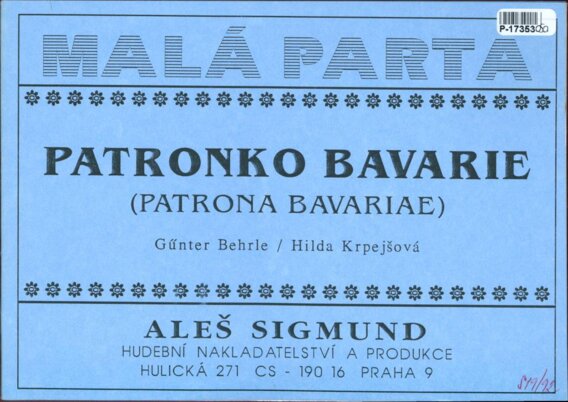 P-17353
MALÁ PARTA
PATRONKO BAVARIE
(PATRONA BAVARIAE)
Gűnter Behrle / Hilda Krpejšová
ALEŠ SIGMUND
HUDEBNÍ NAKLADATELSTVÍ A PRODUKCE
HULICKÁ 271 CS - 190 16 PRAHA 9